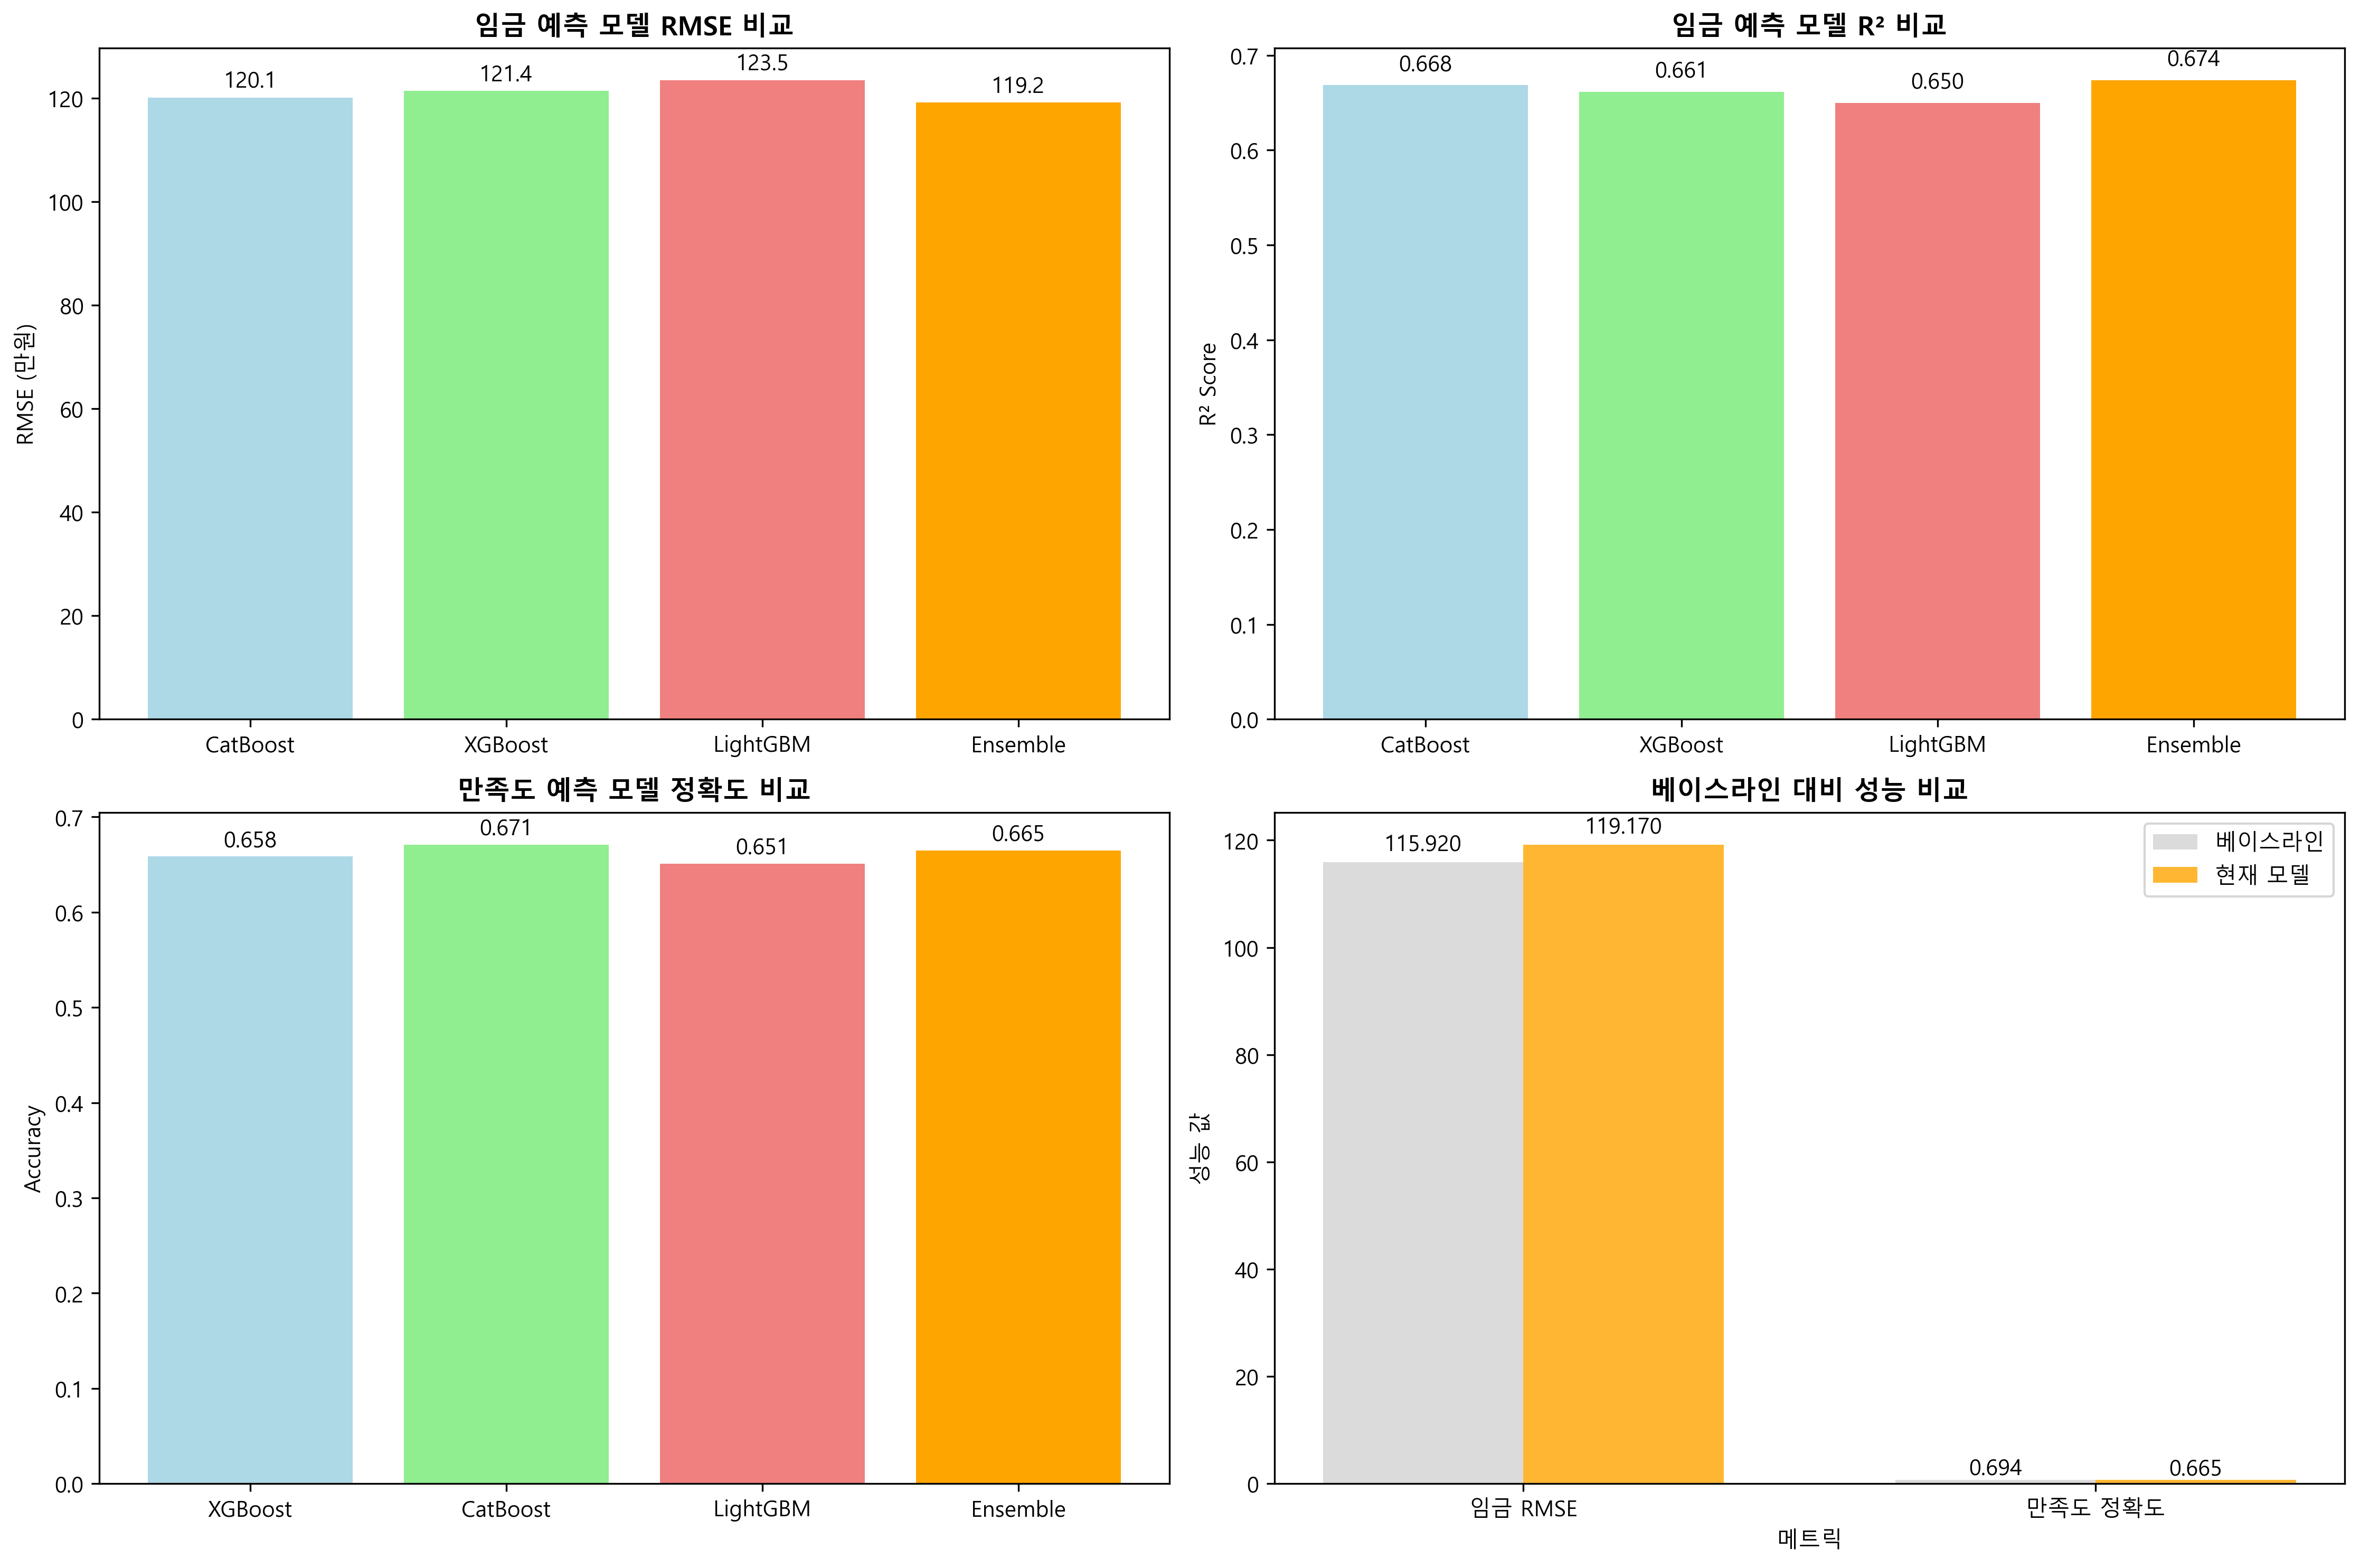 임금 예측 모델 RMSE 비교
RMSE (만원)
120
100
80
60
40
20
0
120.1
121.4
123.5
119.2
CatBoost
XGBoost
LightGBM
Ensemble
임금 예측 모델 R² 비교
R² Score
0.7
0.6
0.5
0.4
0.3
0.2
0.1
0.0
0.668
0.661
0.650
0.674
CatBoost
XGBoost
LightGBM
Ensemble
만족도 예측 모델 정확도 비교
Accuracy
0.7
0.6
0.5
0.4
0.3
0.2
0.1
0.0
0.658
0.671
0.651
0.665
XGBoost
CatBoost
LightGBM
Ensemble
베이스라인 대비 성능 비교
성능 값
120
100
80
60
40
20
0
115.920
119.170
0.694
0.665
베이스라인
현재 모델
임금 RMSE
만족도 정확도
메트릭